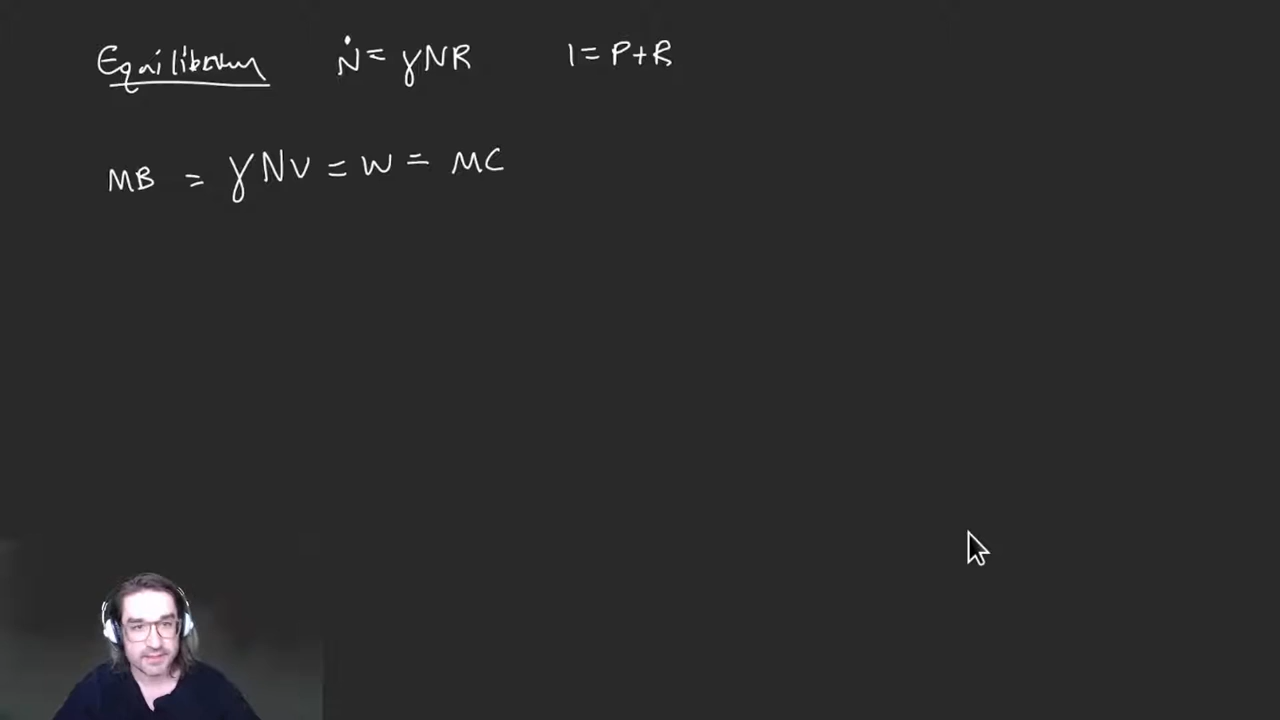 Equilibrium Ṅ = γNR 1 = P+R
MB = γNV = W = MC